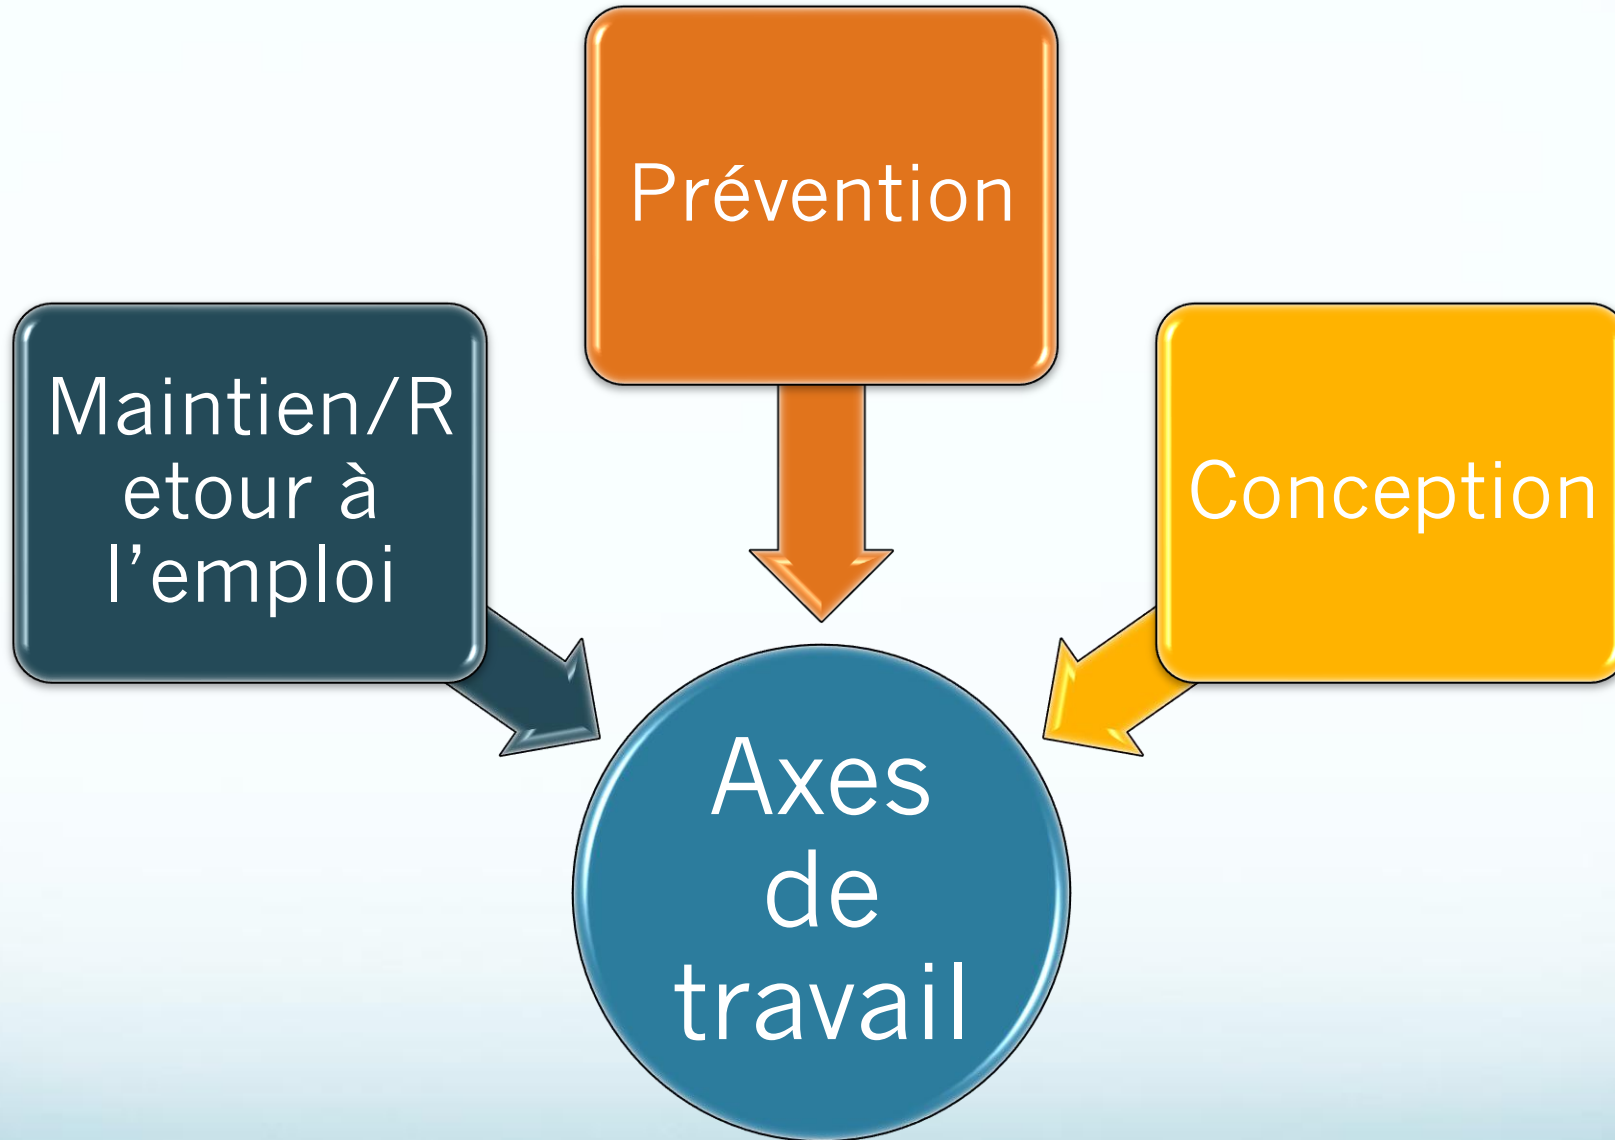 Prévention
Maintien/R
etour à
l’emploi
Conception
Axes
de
travail